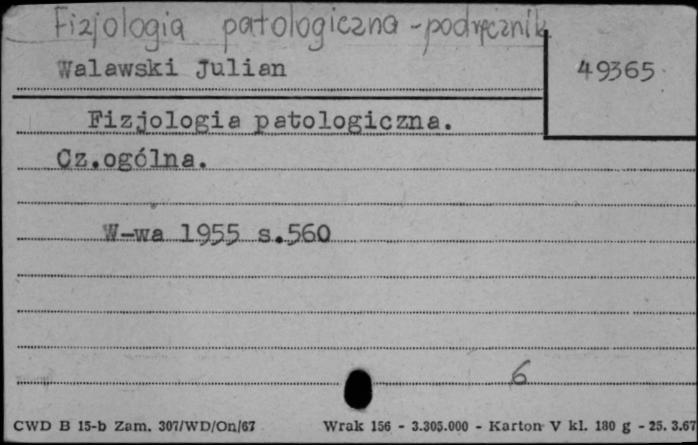 Fizjologia patologiczna - podręcznik
Walawski Julian
49365
Fizjologia patologiczna.
Cz.ogólna.
W-wa 1955 s.560
6
CWD B 15-b Zam. 307/WD/On/67 Wrak 156 - 3.305.000 - Karton V kl. 180 g - 25. 3.67